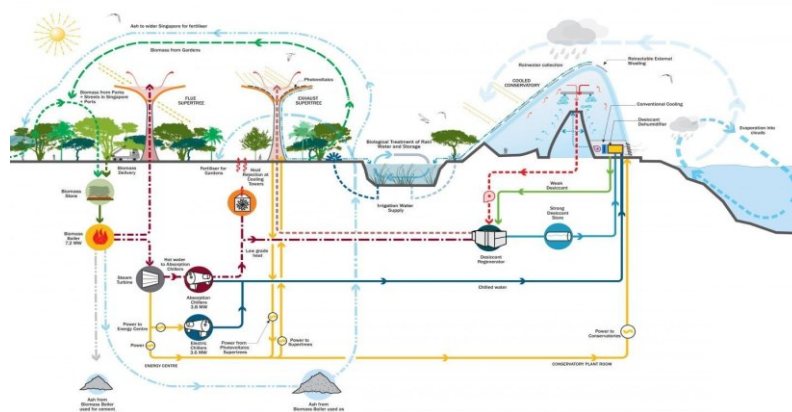 Ash to wider Singapore for fertiliser
Biomass from Gardens
Biomass from Parks
+ Streets in Singapore
+ Ports
FLUE
SUPERTREE
Photovoltaics
EXHAUST
SUPERTREE
Rainwater collection
COOLED
CONSERVATORY
Retractable External
Shading
Conventional Cooling
Desiccant
Dehumidifier
Evaporation into
clouds
Biological Treatment of Rain
Water and Storage
Biomass
Delivery
Fertiliser for
Gardens
Heat
Rejection at
Cooling
Towers
Irrigation Water
Supply
Biomass
Store
Weak
Desiccant
Strong
Desiccant
Store
Biomass
Boiler
7.2 MW
Hot water
to Absorption
Chillers
Low grade
heat
Desiccant
Regenerator
Steam
Turbine
Absorption
Chillers
3.8 MW
Chilled water
Power to
Energy Centre
Power
Electric
Chillers
3.6 MW
Power from
Photovoltaic
Supertrees
Power to
Supertrees
Power to
Conservatories
ENERGY CENTRE
CONSERVATORY PLANT ROOM
Ash from
Biomass Boiler
used for cement
Ash from
Biomass Boiler used as